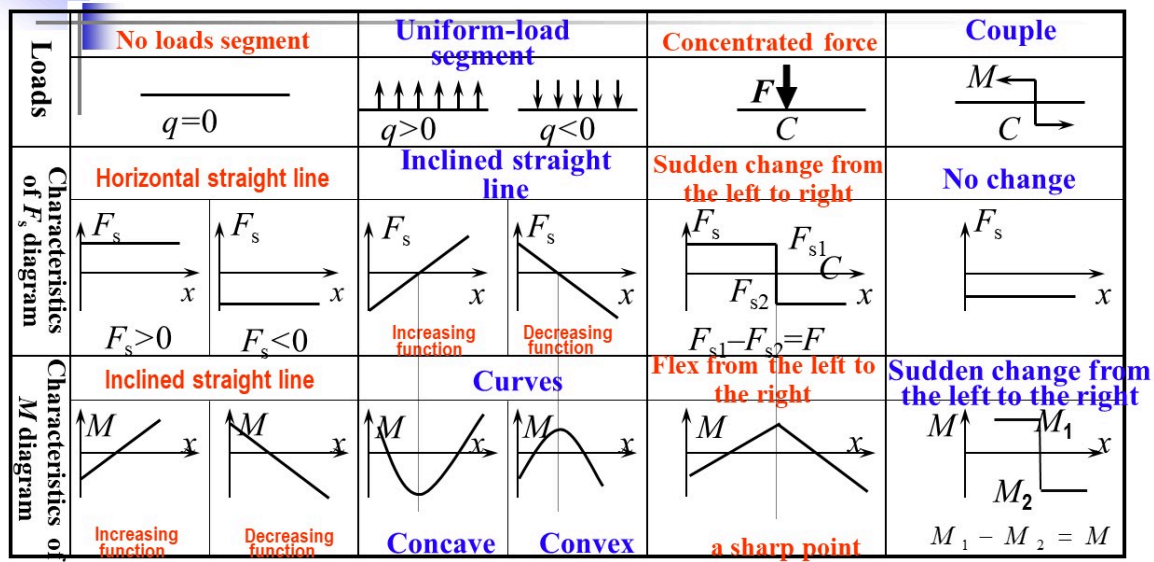 Loads
No loads segment
Uniform-load
segment
Concentrated force
Couple
q=0
q>0
q<0
F
C
M
C
Characteristics
of Fs diagram
Horizontal straight line
Inclined straight
line
Sudden change from
the left to right
No change
Fs
x
Fs>0
Fs
x
Fs<0
Fs
x
Increasing
function
Fs
x
Decreasing
function
Fs
Fs1
C
Fs2
x
Fs1–Fs2=F
Fs
x
Characteristics of
M diagram
Inclined straight line
Curves
Flex from the left to
the right
Sudden change from
the left to the right
M
x
Increasing
function
M
x
Decreasing
function
M
x
Concave
M
x
Convex
M
x
a sharp point
M
M1
x
M2
M1 – M2 = M